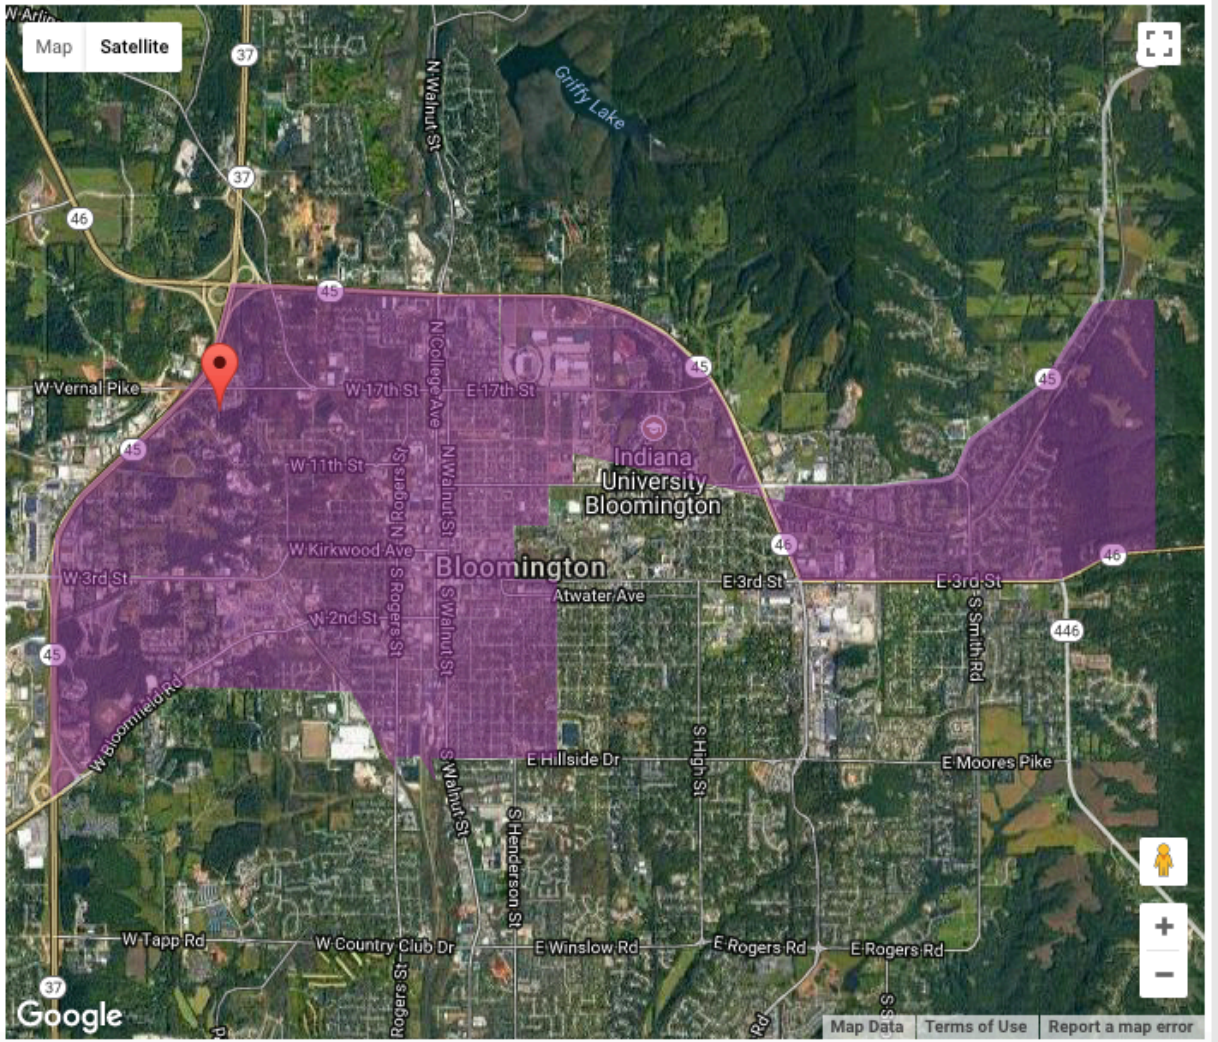 W Arlin
Map
Satellite
37
N Walnut St
Griffy Lake
37
46
45
W Vernal Pike
N College Ave
W 17th St
E 17th St
45
45
45
Indiana
University
Bloomington
W 11th St
N Rogers St
N Walnut St
W Kirkwood Ave
Bloomington
46
46
W 3rd St
E 3rd St
E 3rd St
Atwater Ave
W 2nd St
S Rogers St
S Walnut St
S Smith Rd
446
45
W Bloomfield Rd
S Walnut St
E Hillside Dr
S High St
E Moores Pike
S Henderson St
W Tapp Rd
W Country Club Dr
E Winslow Rd
E Rogers Rd
E Rogers Rd
37
Rogers St
Rd
Google
Map Data
Terms of Use
Report a map error